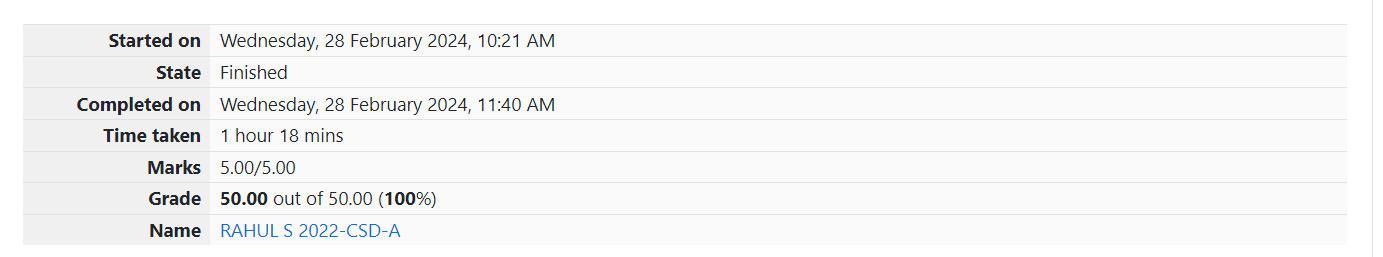 Started on Wednesday, 28 February 2024, 10:21 AM
State Finished
Completed on Wednesday, 28 February 2024, 11:40 AM
Time taken 1 hour 18 mins
Marks 5.00/5.00
Grade 50.00 out of 50.00 (100%)
Name RAHUL S 2022-CSD-A